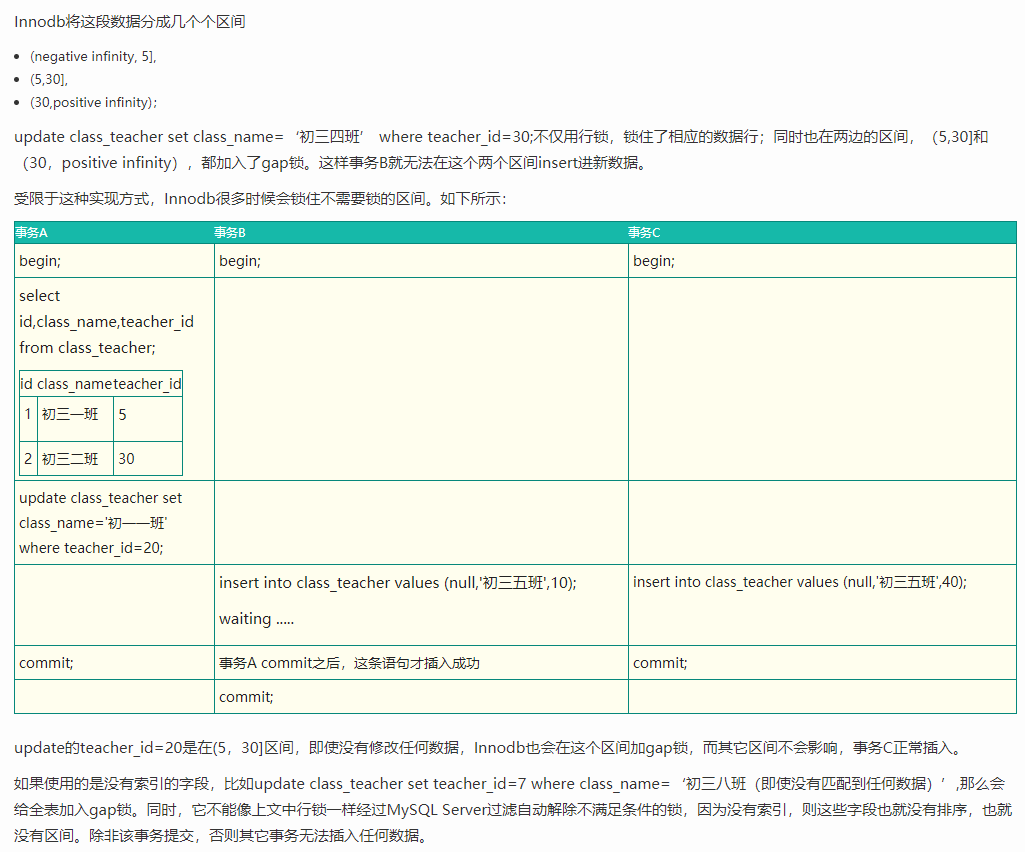 Innodb将这段数据分成几个个区间
(negative infinity, 5],
(5,30],
(30,positive infinity);
update class_teacher set class_name=‘初三四班’ where teacher_id=30;不仅用行锁，锁住了相应的数据行；同时也在两边的区间，（5,30]和
（30，positive infinity），都加入了gap锁。这样事务B就无法在这个两个区间insert进新数据。
受限于这种实现方式，Innodb很多时候会锁住不需要锁的区间。如下所示：
事务A 事务B 事务C
begin; begin; begin;
select
id,class_name,teacher_id
from class_teacher;
id class_name teacher_id
1 初三一班 5
2 初三二班 30
update class_teacher set
class_name='初一一班'
where teacher_id=20;
insert into class_teacher values (null,'初三五班',10); insert into class_teacher values (null,'初三五班',40);
waiting .....
commit; 事务A commit之后，这条语句才插入成功 commit;
commit;
update的teacher_id=20是在(5，30]区间，即使没有修改任何数据，Innodb也会在这个区间加gap锁，而其它区间不会影响，事务C正常插入。
如果使用的是没有索引的字段，比如update class_teacher set teacher_id=7 where class_name=‘初三八班（即使没有匹配到任何数据）’,那么会
给全表加入gap锁。同时，它不能像上文中行锁一样经过MySQL Server过滤自动解除不满足条件的锁，因为没有索引，则这些字段也就没有排序，也就
没有区间。除非该事务提交，否则其它事务无法插入任何数据。